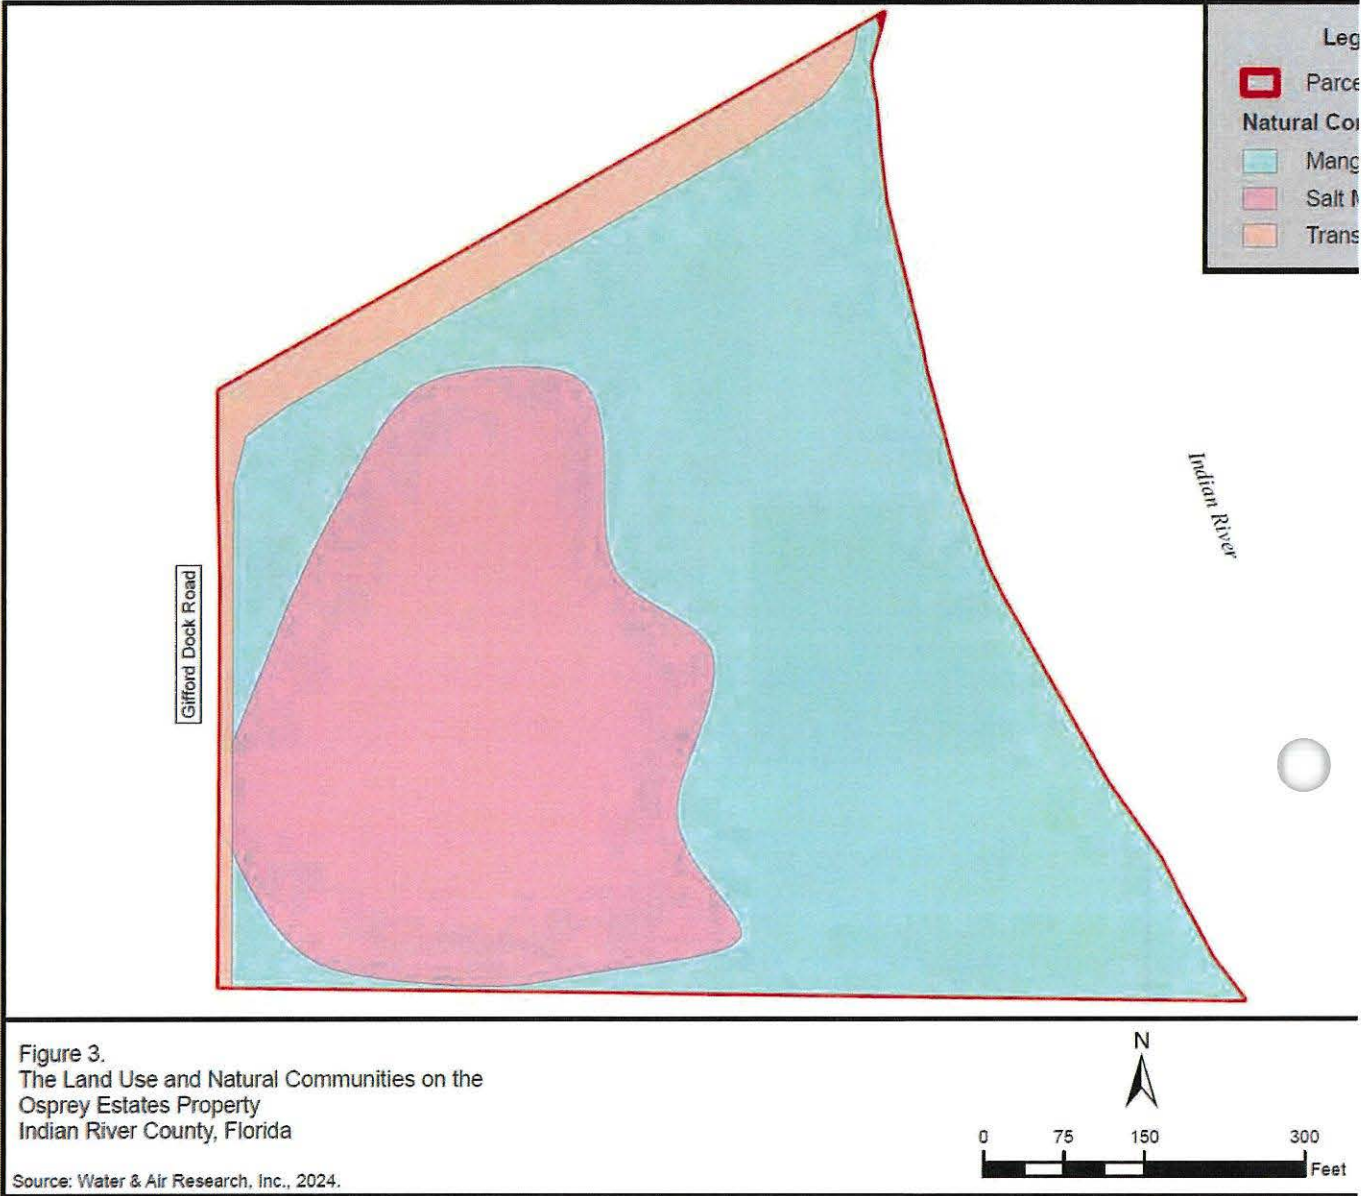 Leg
Parce
Natural Co
Mang
Salt M
Trans
Indian River
Gifford Dock Road
Figure 3.
The Land Use and Natural Communities on the
Osprey Estates Property
Indian River County, Florida
Source: Water & Air Research, Inc., 2024.
N
0 75 150 300
Feet